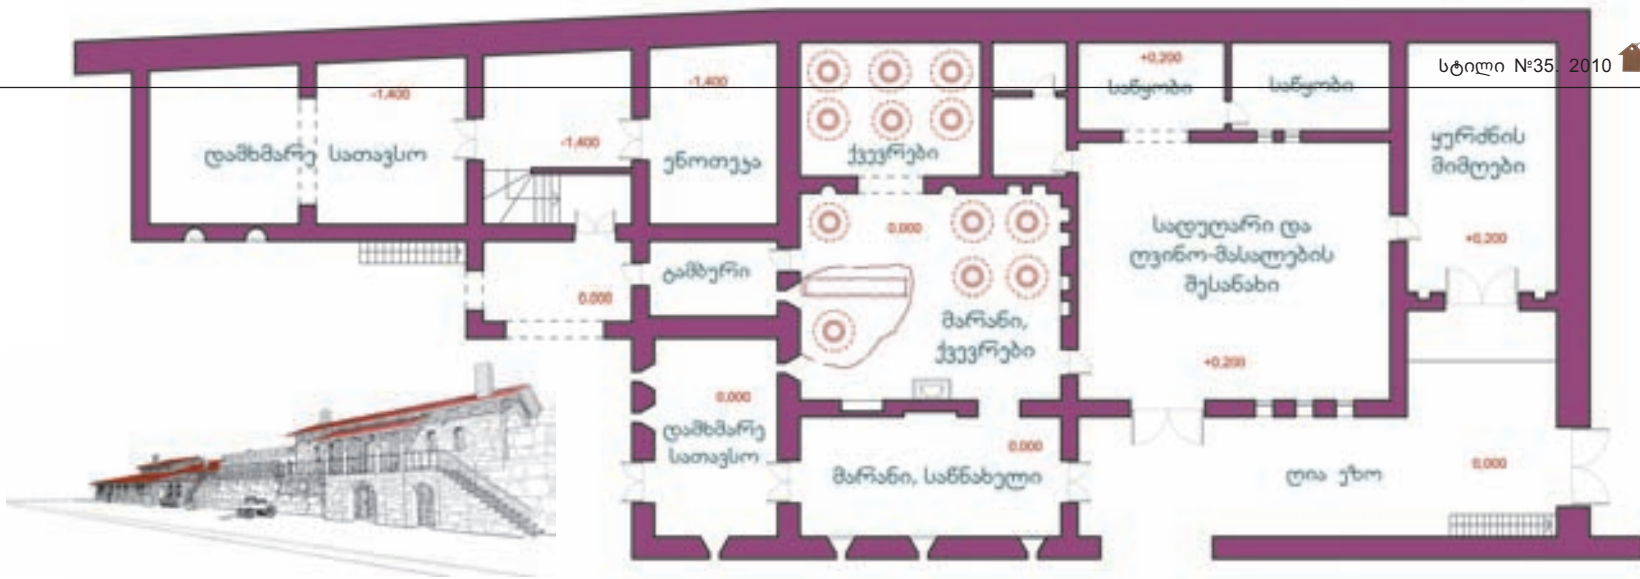 სტილი №35. 2010
დამხმარე სათავსო
-1,400
-1,400
ენოთეკა
-1,400
ქვევრები
+0,200
საწყობი
საწყობი
ყურძნის
მიმღები
+0,200
0.000
ტამბური
0.000
მარანი,
ქვევრები
სადუღარი და
ღვინო-მასალების
შესანახი
+0,200
0,000
დამხმარე
სათავსო
0.000
მარანი, საწნახელი
ღია ეზო
0,000